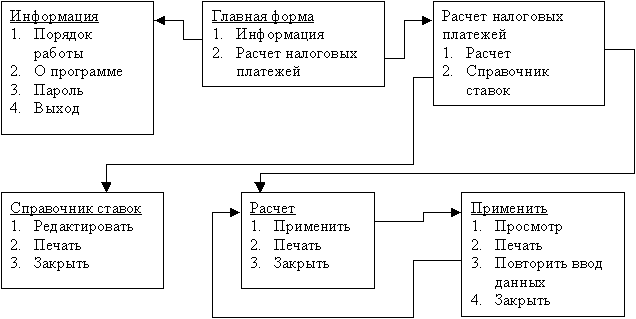 Информация
1. Порядок
работы
2. О программе
3. Пароль
4. Выход
Главная форма
1. Информация
2. Расчет налоговых
платежей
Расчет налоговых
платежей
1. Расчет
2. Справочник
ставок
Справочник ставок
1. Редактировать
2. Печать
3. Закрыть
Расчет
1. Применить
2. Печать
3. Закрыть
Применить
1. Просмотр
2. Печать
3. Повторить ввод
данных
4. Закрыть